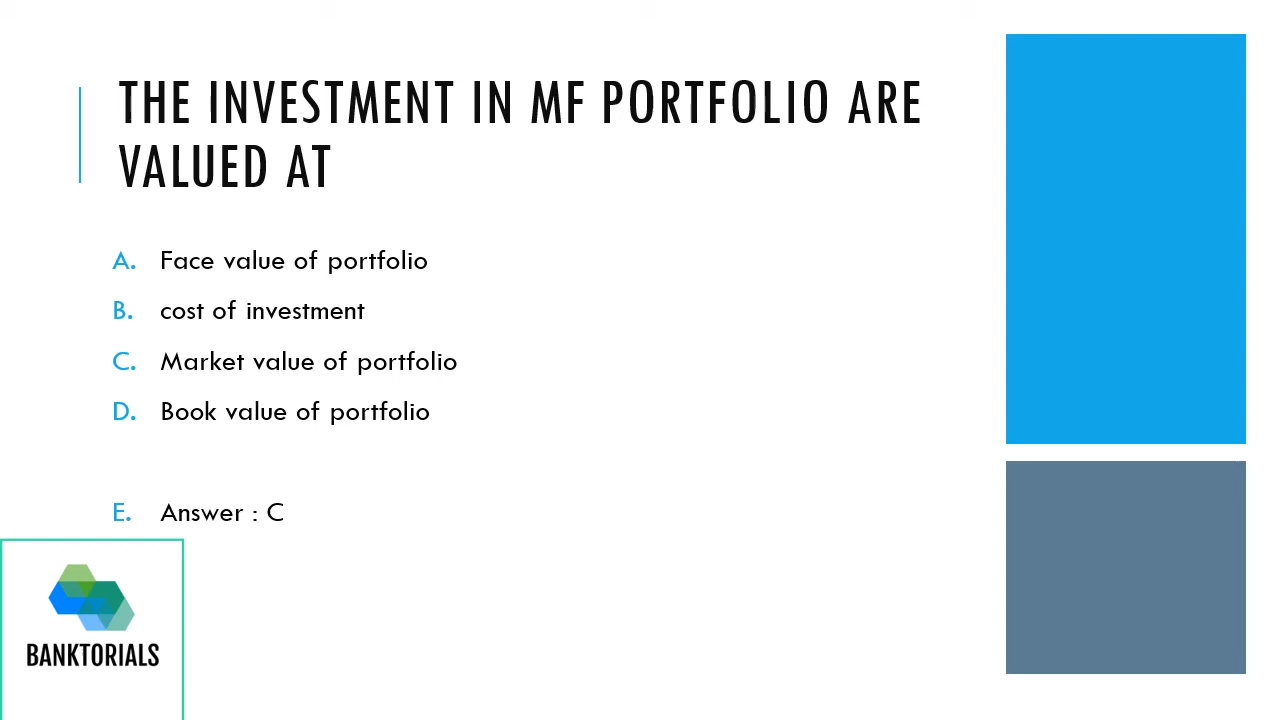 THE INVESTMENT IN MF PORTFOLIO ARE
VALUED AT
A. Face value of portfolio
B. cost of investment
C. Market value of portfolio
D. Book value of portfolio
E. Answer : C
BANKTORIALS